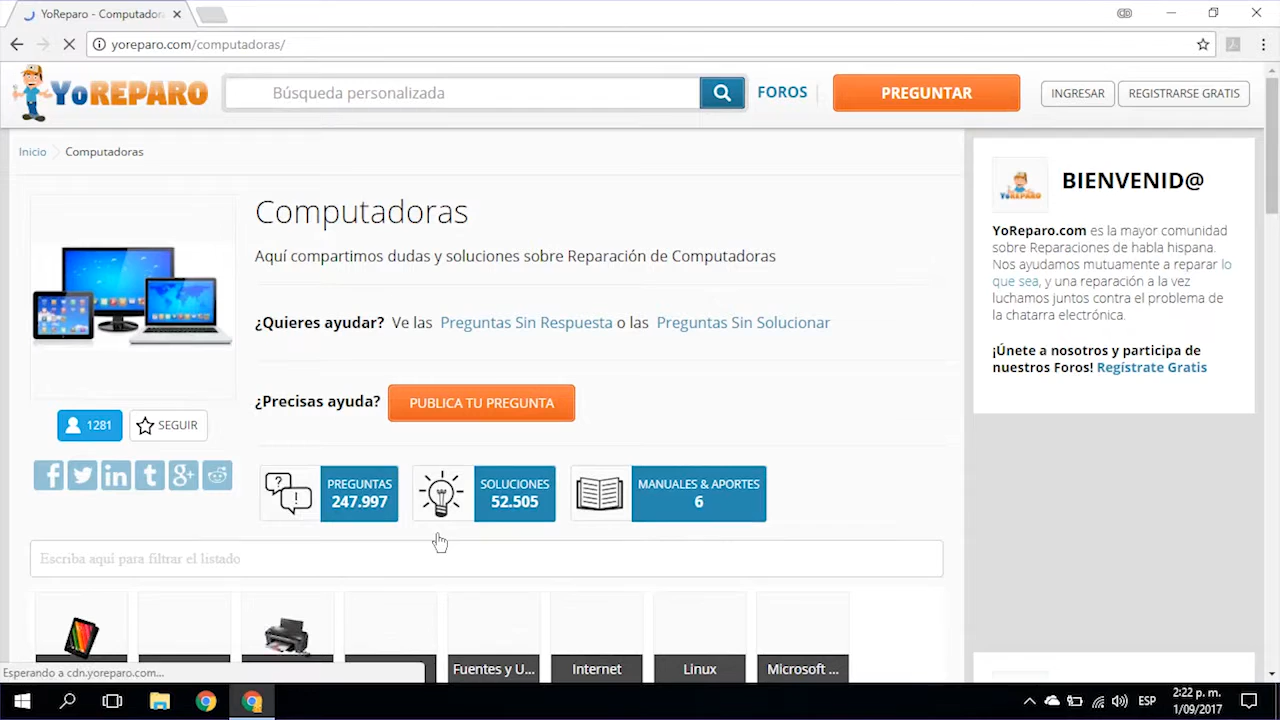 YoReparo - Computadora
yoreparo.com/computadoras/
YoREPARO
Búsqueda personalizada
FOROS
PREGUNTAR
INGRESAR
REGISTRARSE GRATIS
Inicio
Computadoras
Computadoras
Aquí compartimos dudas y soluciones sobre Reparación de Computadoras
¿Quieres ayudar? Ve las Preguntas Sin Respuesta o las Preguntas Sin Solucionar
¿Precisas ayuda?
PUBLICA TU PREGUNTA
1281
SEGUIR
PREGUNTAS
247.997
SOLUCIONES
52.505
MANUALES & APORTES
6
Escriba aquí para filtrar el listado
Fuentes y U...
Internet
Linux
Microsoft ...
YoREPARO
BIENVENID@
YoReparo.com es la mayor comunidad
sobre Reparaciones de habla hispana.
Nos ayudamos mutuamente a reparar lo
que sea, y una reparación a la vez
luchamos juntos contra el problema de
la chatarra electrónica.
¡Únete a nosotros y participa de
nuestros Foros! Regístrate Gratis
Esperando a cdn.yoreparo.com...
ESP
2:22 p. m.
1/09/2017